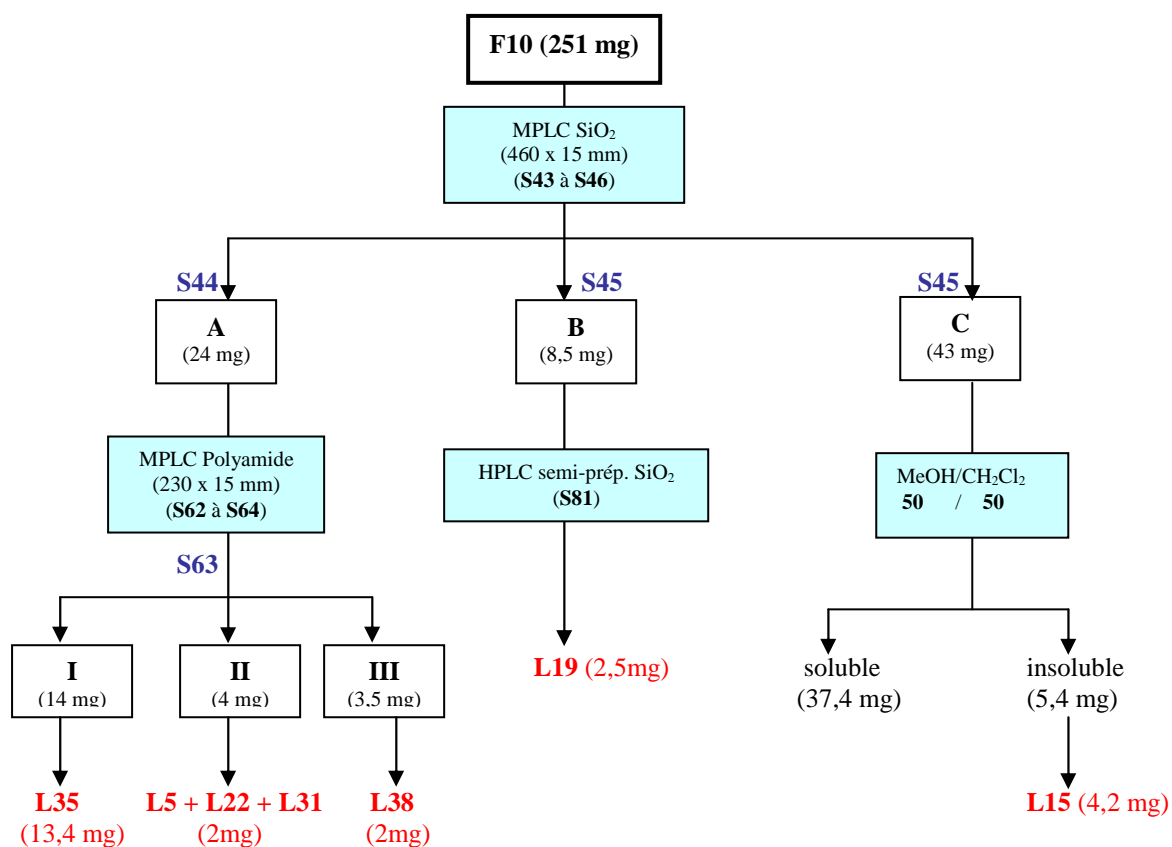 F10 (251 mg)
MPLC SiO₂
(460 x 15 mm)
(S43 à S46)
S44
S45
S45
A
(24 mg)
B
(8,5 mg)
C
(43 mg)
MPLC Polyamide
(230 x 15 mm)
(S62 à S64)
HPLC semi-prép. SiO₂
(S81)
MeOH/CH₂Cl₂
50 / 50
S63
I
(14 mg)
II
(4 mg)
III
(3,5 mg)
L19 (2,5mg)
soluble
(37,4 mg)
insoluble
(5,4 mg)
L35
(13,4 mg)
L5 + L22 + L31
(2mg)
L38
(2mg)
L15 (4,2 mg)